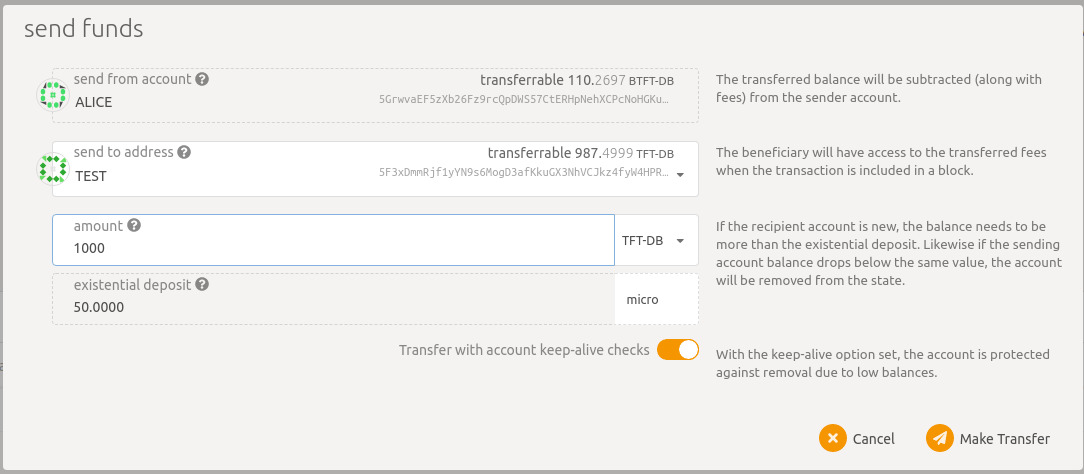 send funds
send from account
transferrable 110.2697 BTFT-DB
ALICE
5GrwvaEF5zXb26Fz9rcQpDWS57CtERHpNehXCPcNoHGKu…
The transferred balance will be subtracted (along with
fees) from the sender account.
send to address
transferrable 987.4999 TFT-DB
TEST
5F3xDmmRjf1yYN9s6MogD3afKkuGX3NhVCJkz4fyW4HPR…
The beneficiary will have access to the transferred fees
when the transaction is included in a block.
amount
1000
TFT-DB
If the recipient account is new, the balance needs to be
more than the existential deposit. Likewise if the sending
account balance drops below the same value, the account
will be removed from the state.
existential deposit
50.0000
micro
Transfer with account keep-alive checks
With the keep-alive option set, the account is protected
against removal due to low balances.
Cancel
Make Transfer